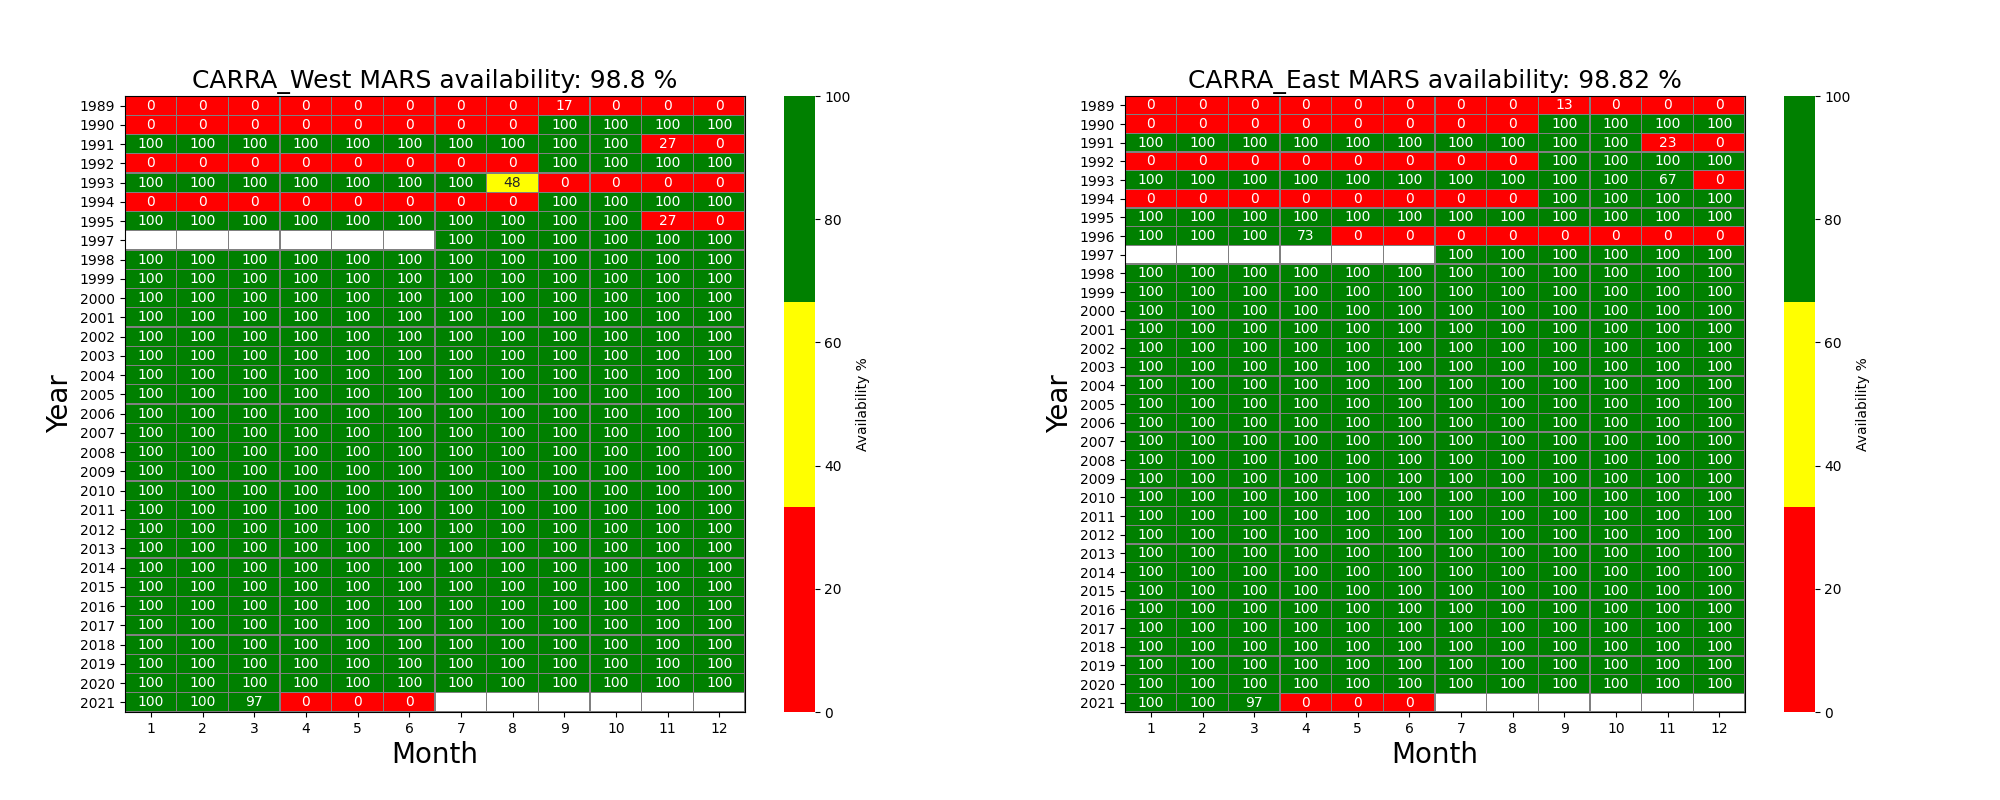 CARRA_West MARS availability: 98.8 %
1989 0 0 0 0 0 0 0 0 17 0 0 0
1990 0 0 0 0 0 0 0 0 100 100 100 100
1991 100 100 100 100 100 100 100 100 100 100 27 0
1992 0 0 0 0 0 0 0 0 100 100 100 100
1993 100 100 100 100 100 100 100 48 0 0 0 0
1994 0 0 0 0 0 0 0 0 100 100 100 100
1995 100 100 100 100 100 100 100 100 100 100 27 0
1997 100 100 100 100 100 100
1998 100 100 100 100 100 100 100 100 100 100 100 100
1999 100 100 100 100 100 100 100 100 100 100 100 100
2000 100 100 100 100 100 100 100 100 100 100 100 100
2001 100 100 100 100 100 100 100 100 100 100 100 100
2002 100 100 100 100 100 100 100 100 100 100 100 100
2003 100 100 100 100 100 100 100 100 100 100 100 100
2004 100 100 100 100 100 100 100 100 100 100 100 100
2005 100 100 100 100 100 100 100 100 100 100 100 100
2006 100 100 100 100 100 100 100 100 100 100 100 100
2007 100 100 100 100 100 100 100 100 100 100 100 100
2008 100 100 100 100 100 100 100 100 100 100 100 100
2009 100 100 100 100 100 100 100 100 100 100 100 100
2010 100 100 100 100 100 100 100 100 100 100 100 100
2011 100 100 100 100 100 100 100 100 100 100 100 100
2012 100 100 100 100 100 100 100 100 100 100 100 100
2013 100 100 100 100 100 100 100 100 100 100 100 100
2014 100 100 100 100 100 100 100 100 100 100 100 100
2015 100 100 100 100 100 100 100 100 100 100 100 100
2016 100 100 100 100 100 100 100 100 100 100 100 100
2017 100 100 100 100 100 100 100 100 100 100 100 100
2018 100 100 100 100 100 100 100 100 100 100 100 100
2019 100 100 100 100 100 100 100 100 100 100 100 100
2020 100 100 100 100 100 100 100 100 100 100 100 100
2021 100 100 97 0 0 0
1 2 3 4 5 6 7 8 9 10 11 12
Month
Year
100
80
60
40
20
0
Availability %
CARRA_East MARS availability: 98.82 %
1989 0 0 0 0 0 0 0 0 13 0 0 0
1990 0 0 0 0 0 0 0 0 100 100 100 100
1991 100 100 100 100 100 100 100 100 100 100 23 0
1992 0 0 0 0 0 0 0 0 100 100 100 100
1993 100 100 100 100 100 100 100 100 100 100 67 0
1994 0 0 0 0 0 0 0 0 100 100 100 100
1995 100 100 100 100 100 100 100 100 100 100 100 100
1996 100 100 100 73 0 0 0 0 0 0 0 0
1997 100 100 100 100 100 100
1998 100 100 100 100 100 100 100 100 100 100 100 100
1999 100 100 100 100 100 100 100 100 100 100 100 100
2000 100 100 100 100 100 100 100 100 100 100 100 100
2001 100 100 100 100 100 100 100 100 100 100 100 100
2002 100 100 100 100 100 100 100 100 100 100 100 100
2003 100 100 100 100 100 100 100 100 100 100 100 100
2004 100 100 100 100 100 100 100 100 100 100 100 100
2005 100 100 100 100 100 100 100 100 100 100 100 100
2006 100 100 100 100 100 100 100 100 100 100 100 100
2007 100 100 100 100 100 100 100 100 100 100 100 100
2008 100 100 100 100 100 100 100 100 100 100 100 100
2009 100 100 100 100 100 100 100 100 100 100 100 100
2010 100 100 100 100 100 100 100 100 100 100 100 100
2011 100 100 100 100 100 100 100 100 100 100 100 100
2012 100 100 100 100 100 100 100 100 100 100 100 100
2013 100 100 100 100 100 100 100 100 100 100 100 100
2014 100 100 100 100 100 100 100 100 100 100 100 100
2015 100 100 100 100 100 100 100 100 100 100 100 100
2016 100 100 100 100 100 100 100 100 100 100 100 100
2017 100 100 100 100 100 100 100 100 100 100 100 100
2018 100 100 100 100 100 100 100 100 100 100 100 100
2019 100 100 100 100 100 100 100 100 100 100 100 100
2020 100 100 100 100 100 100 100 100 100 100 100 100
2021 100 100 97 0 0 0
1 2 3 4 5 6 7 8 9 10 11 12
Month
Year
100
80
60
40
20
0
Availability %